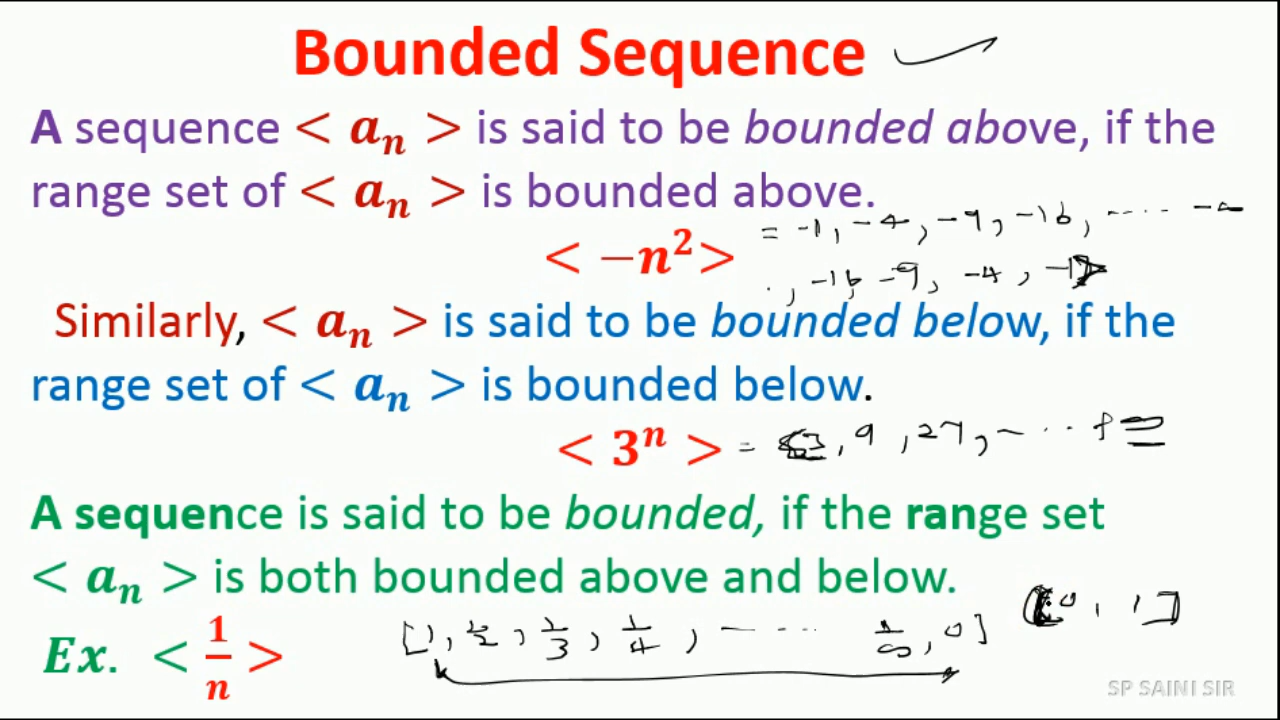 Bounded Sequence
A sequence < aₙ > is said to be bounded above, if the
range set of < aₙ > is bounded above.
= -1, -4, -9, -16, ....
< −n² >
, -16, -9, -4, -1
Similarly, < aₙ > is said to be bounded below, if the
range set of < aₙ > is bounded below.
< 3ⁿ > = , 9, 27, - ...
A sequence is said to be bounded, if the range set
< aₙ > is both bounded above and below.
Ex. < 1/n > [1, 1/2, 1/3, 1/4, - ... 1/∞, 0] 0, 1]
SP SAINI SIR